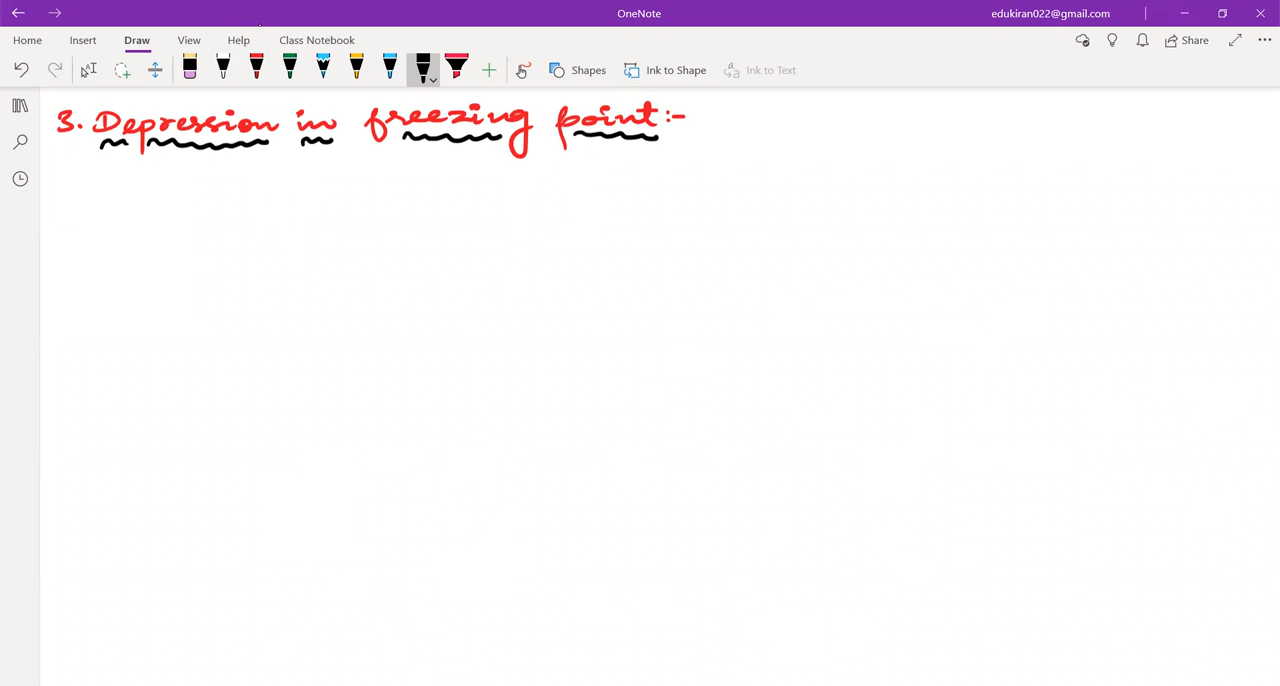 OneNote
edukiran022@gmail.com
Home Insert Draw View Help Class Notebook
Share
Shapes Ink to Shape Ink to Text
3. Depression in freezing point:-